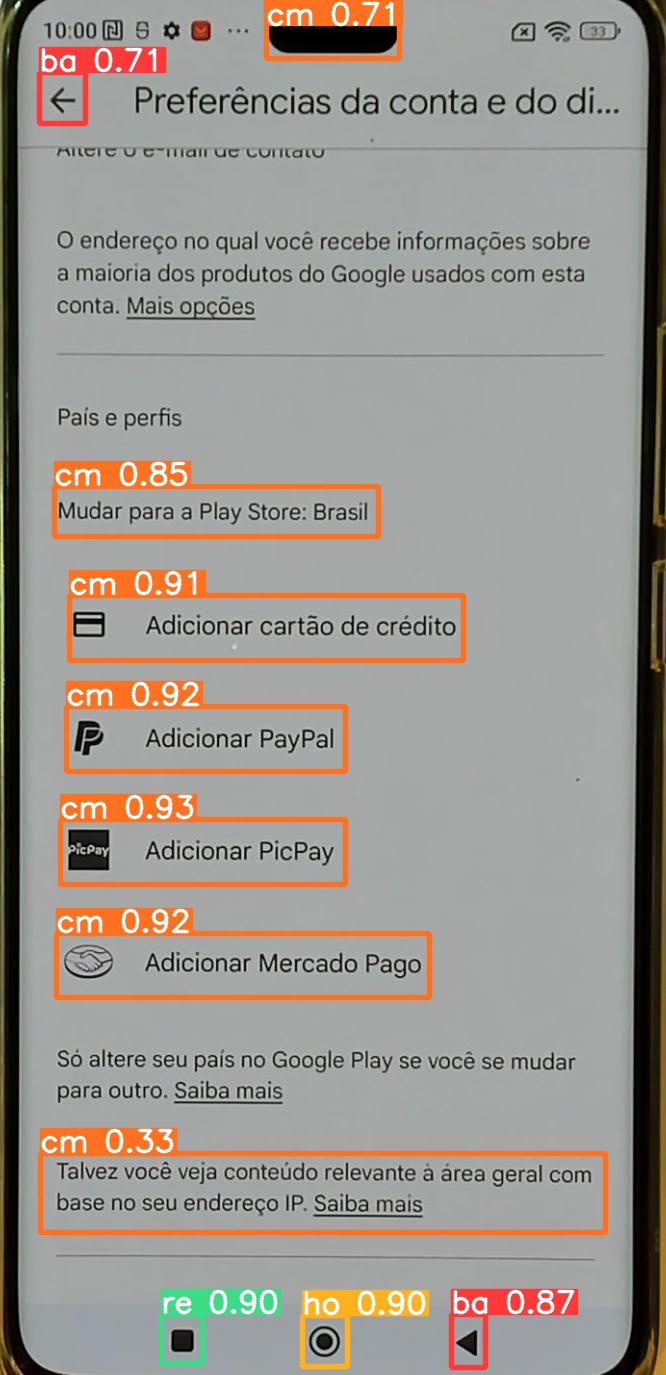 cm 0.71
10:00
33
ba 0.71
Preferências da conta e do di...
Altere o e-mail de contato
O endereço no qual você recebe informações sobre
a maioria dos produtos do Google usados com esta
conta. Mais opções
País e perfis
cm 0.85
Mudar para a Play Store: Brasil
cm 0.91
Adicionar cartão de crédito
cm 0.92
Adicionar PayPal
cm 0.93
PicPay
Adicionar PicPay
cm 0.92
Adicionar Mercado Pago
Só altere seu país no Google Play se você se mudar
para outro. Saiba mais
cm 0.33
Talvez você veja conteúdo relevante à área geral com
base no seu endereço IP. Saiba mais
re 0.90
ho 0.90
ba 0.87